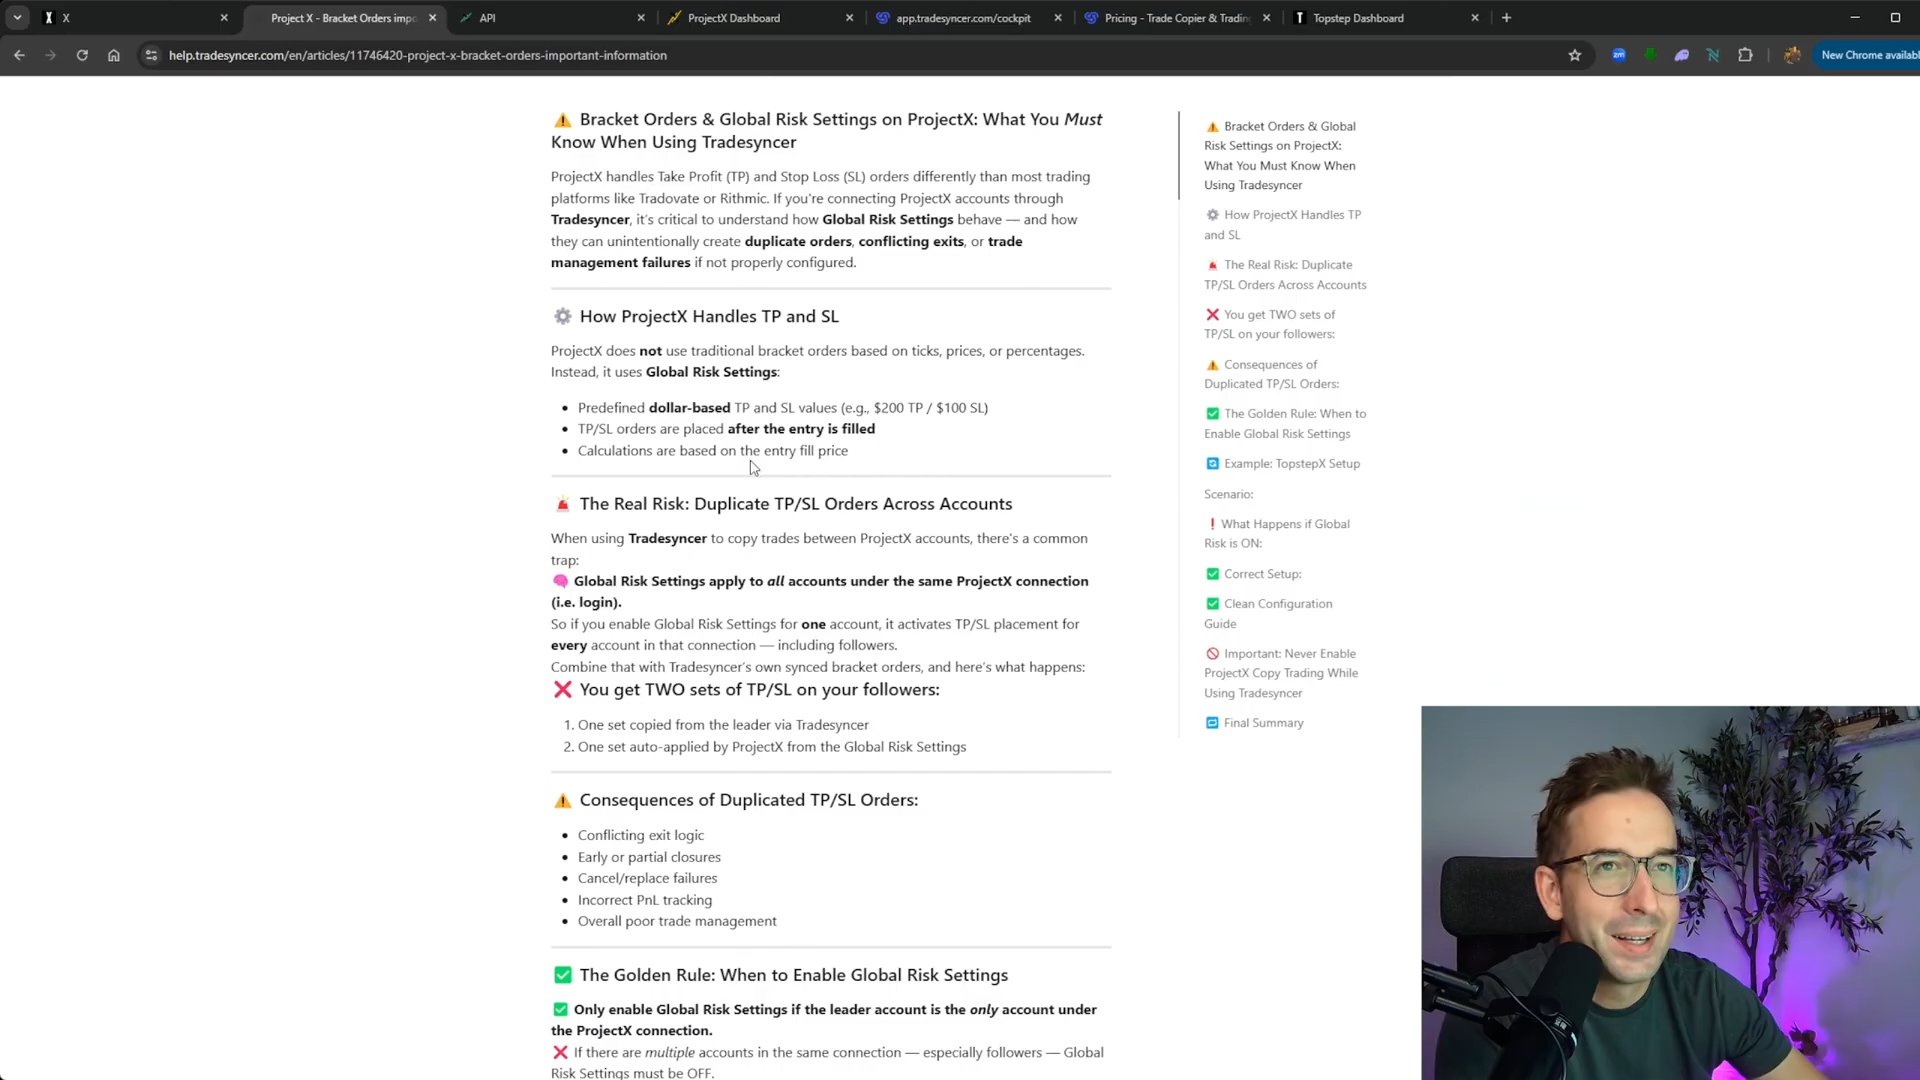 X
Project X - Bracket Orders impo
API
ProjectX Dashboard
app.tradesyncer.com/cockpit
Pricing - Trade Copier & Trading
Topstep Dashboard
help.tradesyncer.com/en/articles/11746420-project-x-bracket-orders-important-information
zm
New Chrome available
⚠️ Bracket Orders & Global Risk Settings on ProjectX: What You Must
Know When Using Tradesyncer
ProjectX handles Take Profit (TP) and Stop Loss (SL) orders differently than most trading
platforms like Tradovate or Rithmic. If you're connecting ProjectX accounts through
Tradesyncer, it's critical to understand how Global Risk Settings behave — and how
they can unintentionally create duplicate orders, conflicting exits, or trade
management failures if not properly configured.
⚙️ How ProjectX Handles TP and SL
ProjectX does not use traditional bracket orders based on ticks, prices, or percentages.
Instead, it uses Global Risk Settings:
• Predefined dollar-based TP and SL values (e.g., $200 TP / $100 SL)
• TP/SL orders are placed after the entry is filled
• Calculations are based on the entry fill price
🚨 The Real Risk: Duplicate TP/SL Orders Across Accounts
When using Tradesyncer to copy trades between ProjectX accounts, there's a common
trap:
🧠 Global Risk Settings apply to all accounts under the same ProjectX connection
(i.e. login).
So if you enable Global Risk Settings for one account, it activates TP/SL placement for
every account in that connection — including followers.
Combine that with Tradesyncer's own synced bracket orders, and here's what happens:
❌ You get TWO sets of TP/SL on your followers:
1. One set copied from the leader via Tradesyncer
2. One set auto-applied by ProjectX from the Global Risk Settings
⚠️ Consequences of Duplicated TP/SL Orders:
• Conflicting exit logic
• Early or partial closures
• Cancel/replace failures
• Incorrect PnL tracking
• Overall poor trade management
✅ The Golden Rule: When to Enable Global Risk Settings
✅ Only enable Global Risk Settings if the leader account is the only account under
the ProjectX connection.
❌ If there are multiple accounts in the same connection — especially followers — Global
Risk Settings must be OFF.
⚠️ Bracket Orders & Global
Risk Settings on ProjectX:
What You Must Know When
Using Tradesyncer
⚙️ How ProjectX Handles TP
and SL
🚨 The Real Risk: Duplicate
TP/SL Orders Across Accounts
❌ You get TWO sets of
TP/SL on your followers:
⚠️ Consequences of
Duplicated TP/SL Orders:
✅ The Golden Rule: When to
Enable Global Risk Settings
🔄 Example: TopstepX Setup
Scenario:
❗ What Happens if Global
Risk is ON:
✅ Correct Setup:
✅ Clean Configuration
Guide
🚫 Important: Never Enable
ProjectX Copy Trading While
Using Tradesyncer
🔁 Final Summary